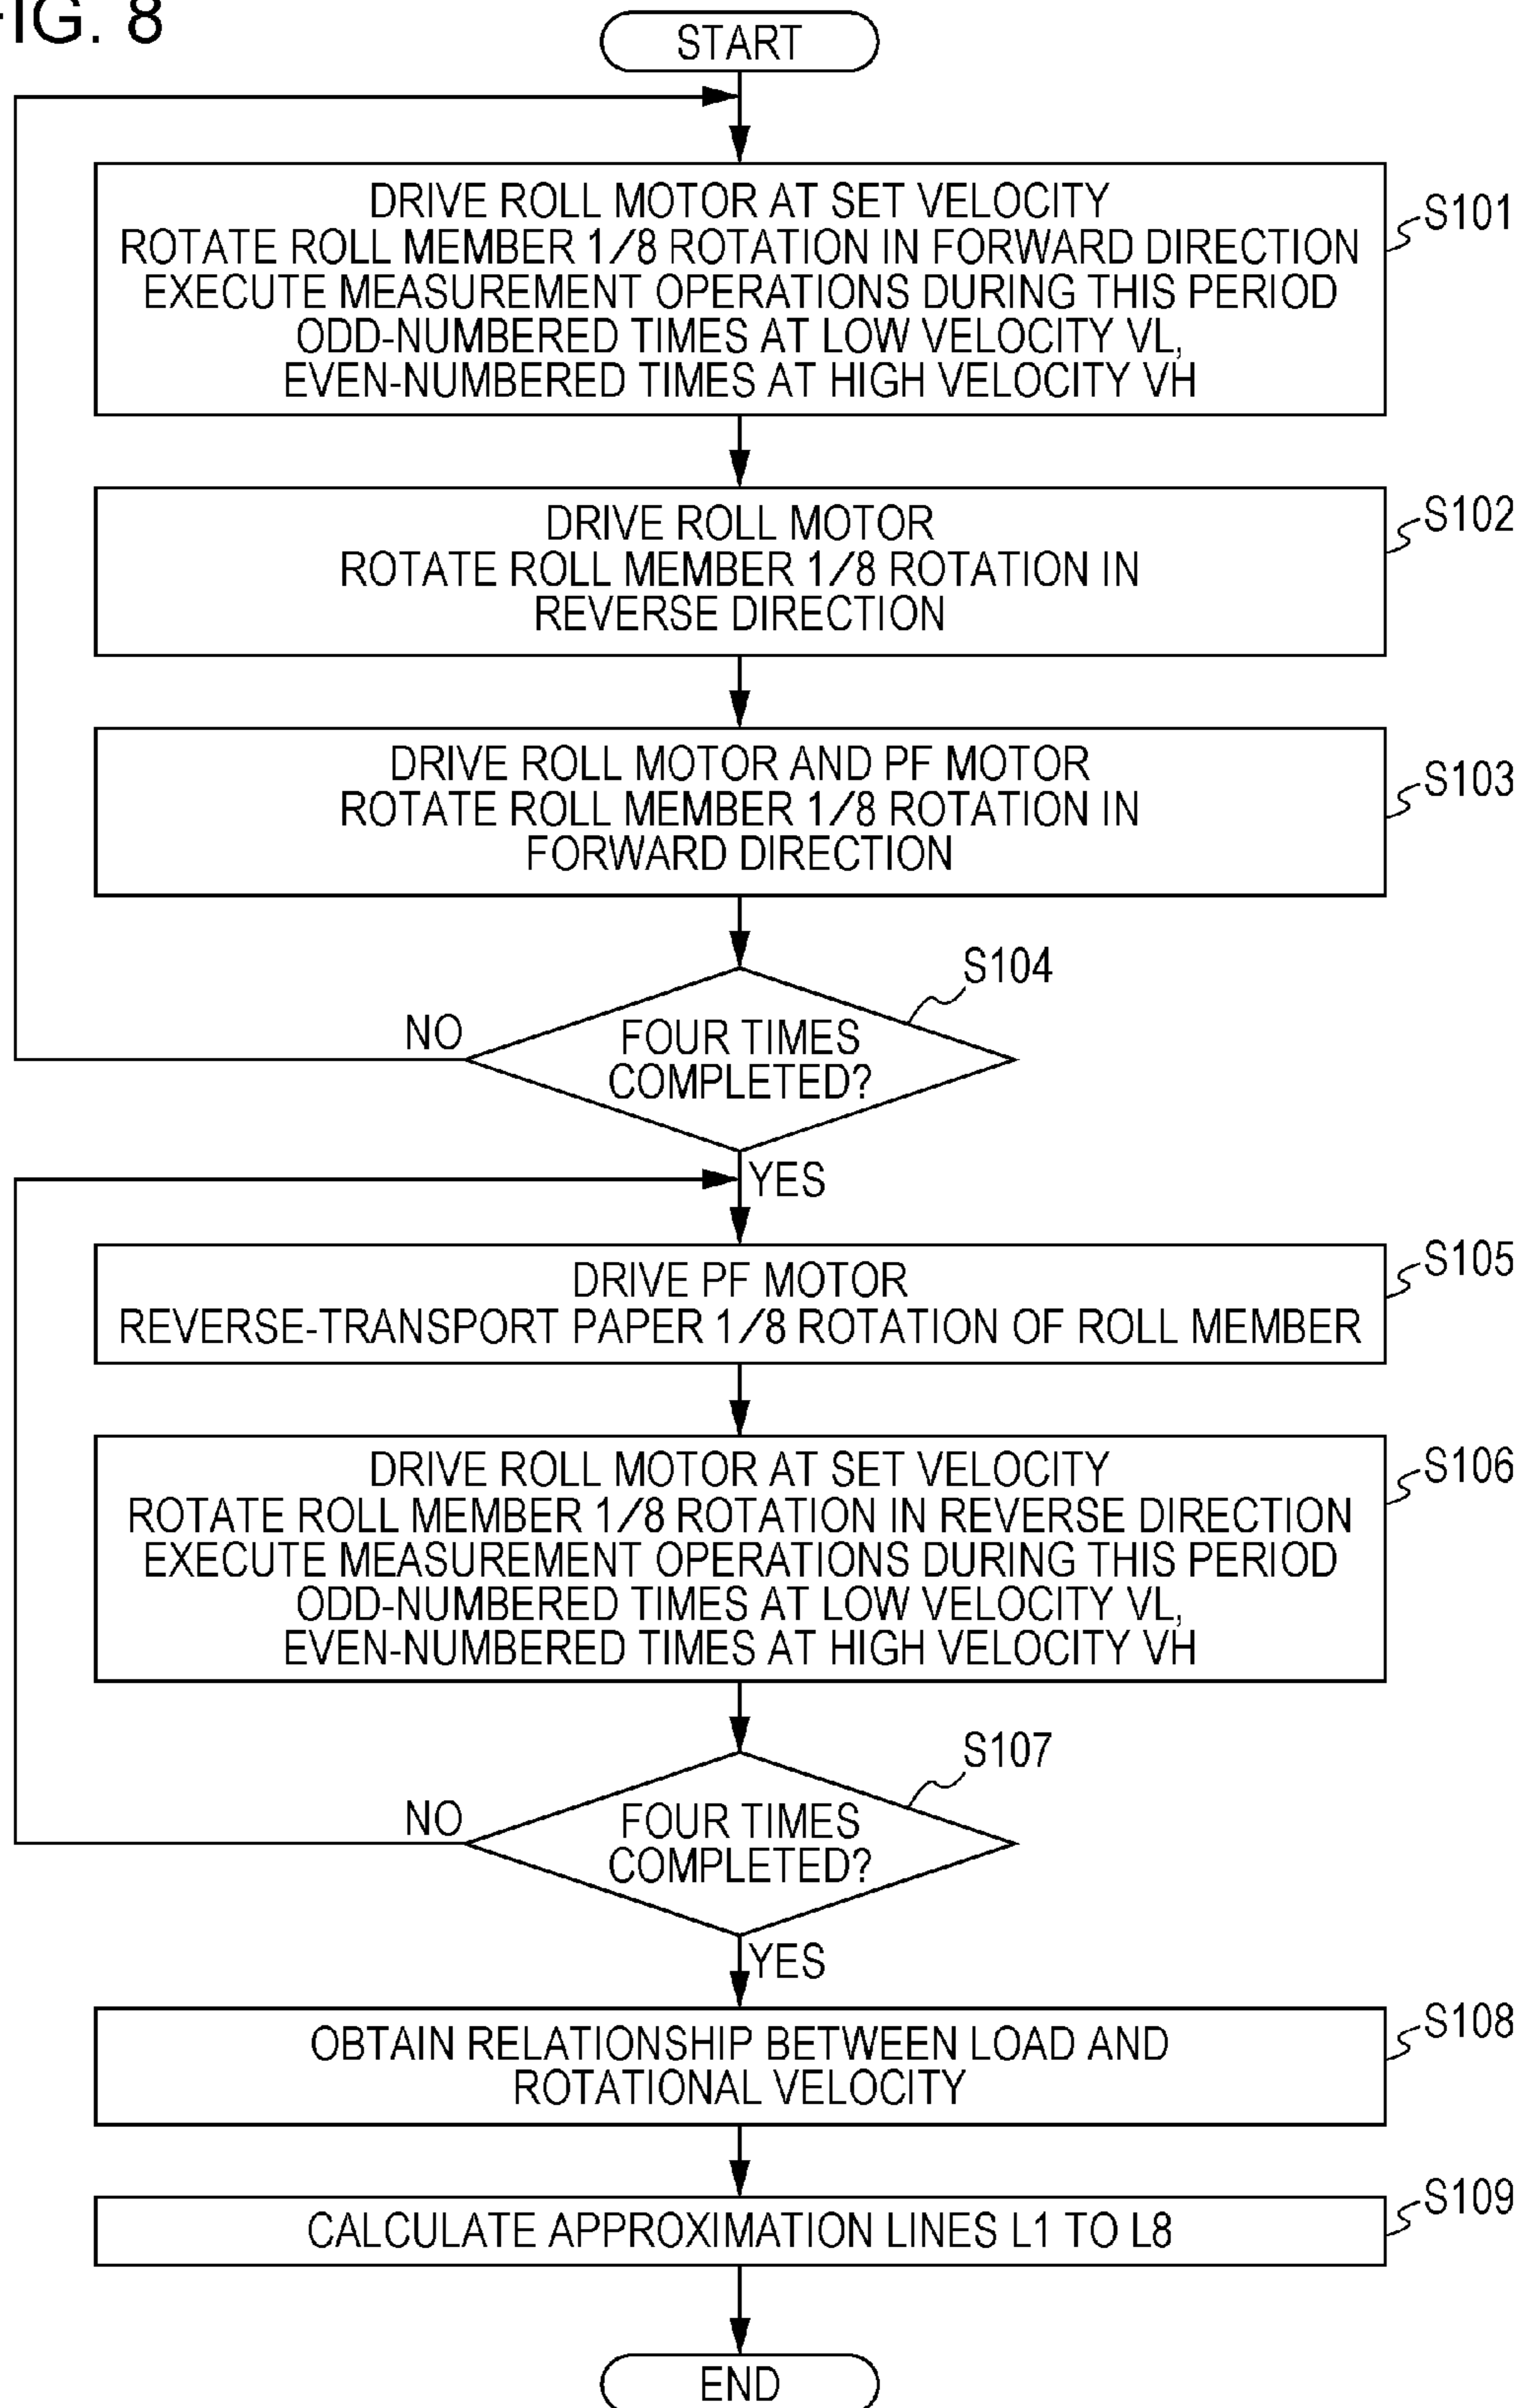 FIG. 8
START
DRIVE ROLL MOTOR AT SET VELOCITY
ROTATE ROLL MEMBER 1/8 ROTATION IN FORWARD DIRECTION
EXECUTE MEASUREMENT OPERATIONS DURING THIS PERIOD
ODD-NUMBERED TIMES AT LOW VELOCITY VL,
EVEN-NUMBERED TIMES AT HIGH VELOCITY VH
S101
DRIVE ROLL MOTOR
ROTATE ROLL MEMBER 1/8 ROTATION IN
REVERSE DIRECTION
S102
DRIVE ROLL MOTOR AND PF MOTOR
ROTATE ROLL MEMBER 1/8 ROTATION IN
FORWARD DIRECTION
S103
S104
NO
FOUR TIMES
COMPLETED?
YES
DRIVE PF MOTOR
REVERSE-TRANSPORT PAPER 1/8 ROTATION OF ROLL MEMBER
S105
DRIVE ROLL MOTOR AT SET VELOCITY
ROTATE ROLL MEMBER 1/8 ROTATION IN REVERSE DIRECTION
EXECUTE MEASUREMENT OPERATIONS DURING THIS PERIOD
ODD-NUMBERED TIMES AT LOW VELOCITY VL,
EVEN-NUMBERED TIMES AT HIGH VELOCITY VH
S106
S107
NO
FOUR TIMES
COMPLETED?
YES
OBTAIN RELATIONSHIP BETWEEN LOAD AND
ROTATIONAL VELOCITY
S108
CALCULATE APPROXIMATION LINES L1 TO L8
S109
END